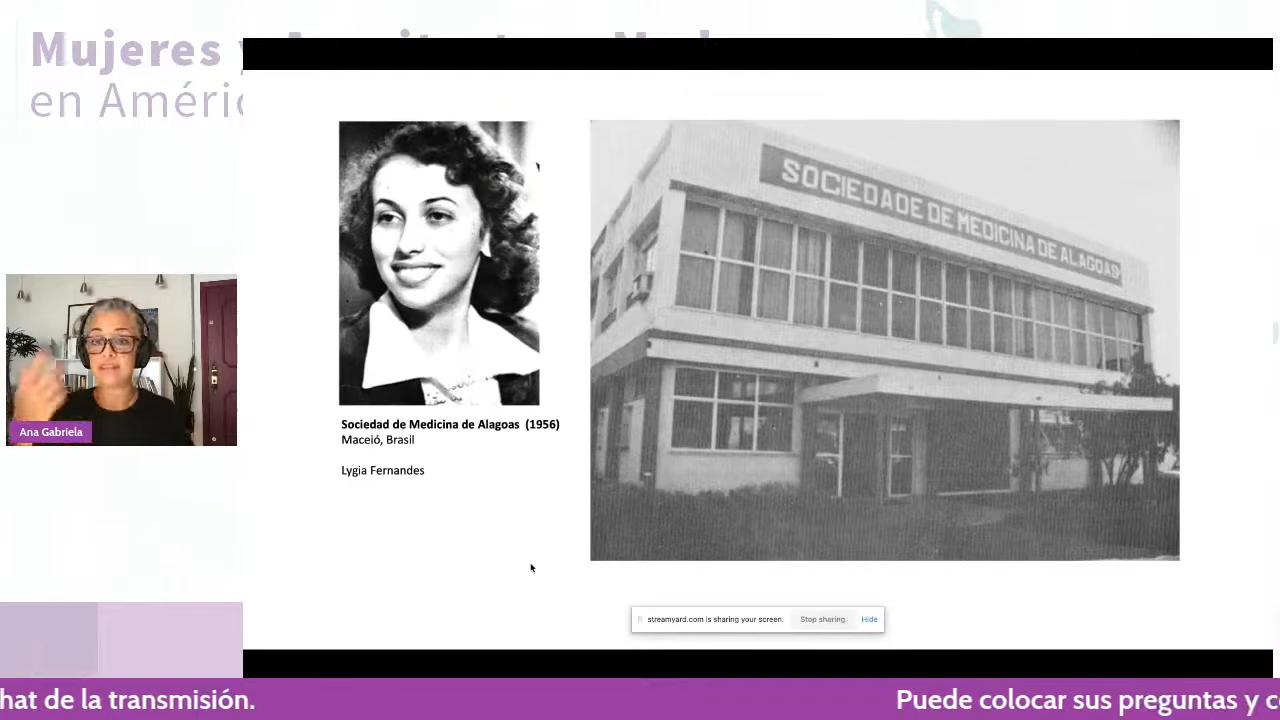 Mujeres y
en Améric
SOCIEDADE DE MEDICINA DE ALAGOAS
Ana Gabriela
Sociedad de Medicina de Alagoas (1956)
Maceió, Brasil
Lygia Fernandes
streamyard.com is sharing your screen. Stop sharing Hide
hat de la transmisión. Puede colocar sus preguntas y c